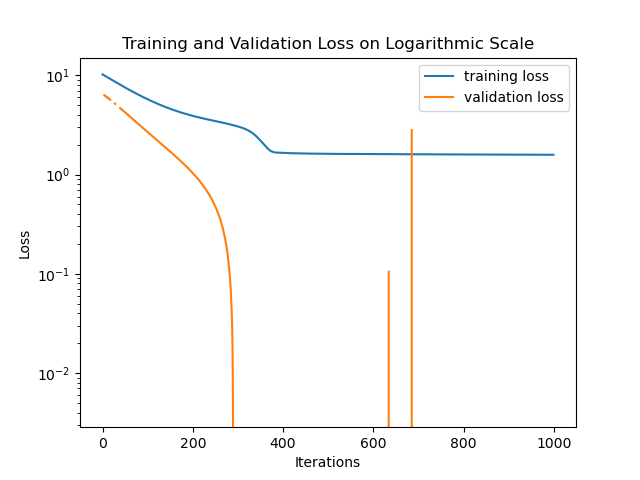 Training and Validation Loss on Logarithmic Scale
training loss
validation loss
10¹
10⁰
10⁻¹
10⁻²
Loss
0 200 400 600 800 1000
Iterations